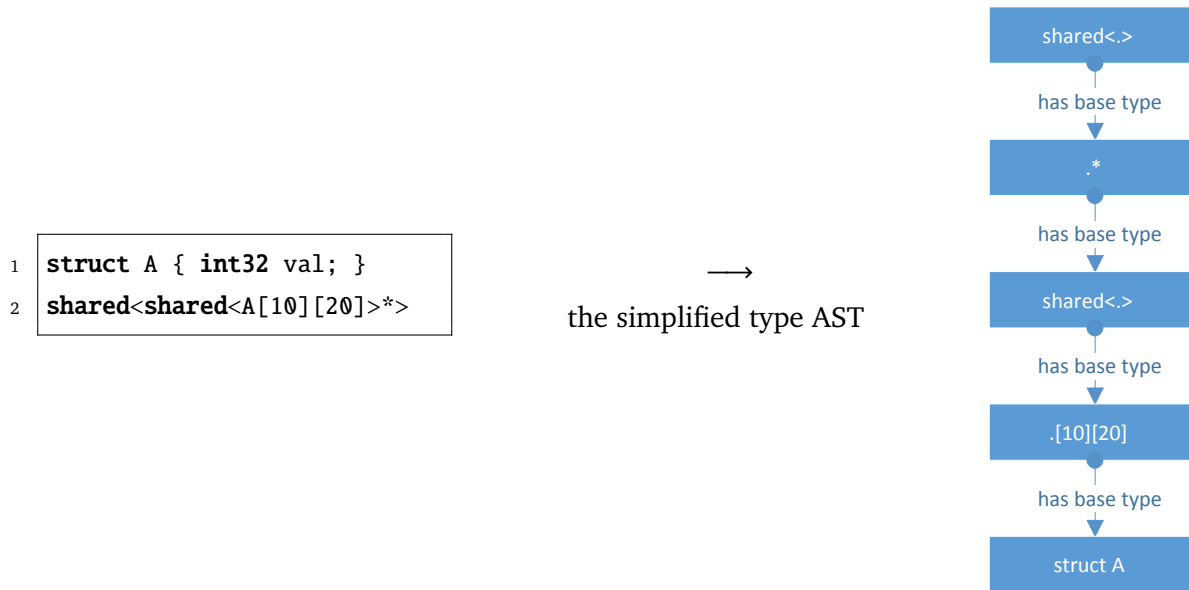 1 struct A { int32 val; }
2 shared<shared<A[10][20]>*>
⟶
the simplified type AST
shared<.>
has base type
.*
has base type
shared<.>
has base type
.[10][20]
has base type
struct A